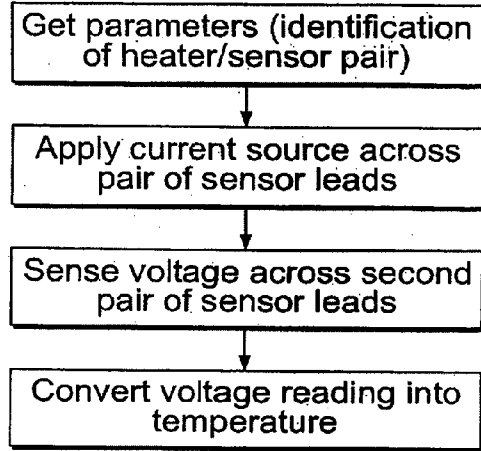 Get parameters (identification
of heater/sensor pair)
Apply current source across
pair of sensor leads
Sense voltage across second
pair of sensor leads
Convert voltage reading into
temperature